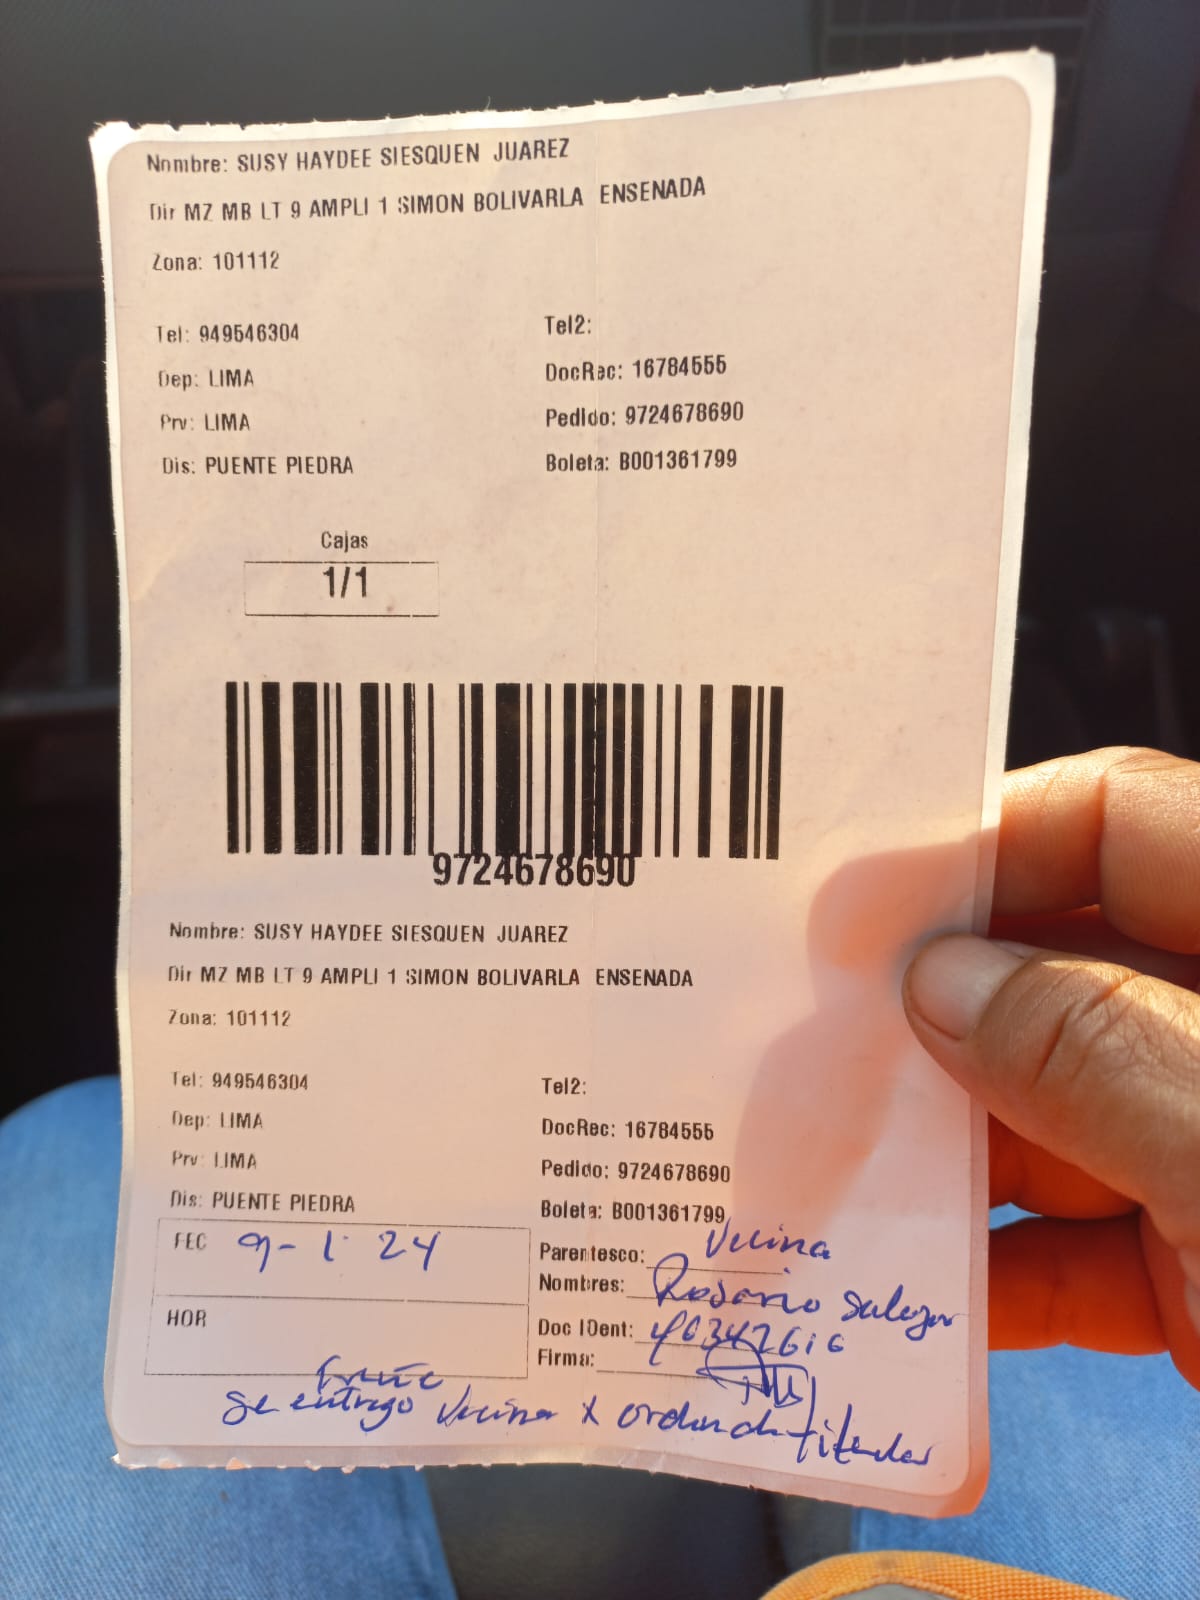 Nombre: SUSY HAYDEE SIESQUEN JUAREZ
Dir MZ MB LT 9 AMPLI 1 SIMON BOLIVARLA ENSENADA
Zona: 101112
Tel: 949546304 Tel2:
Dep: LIMA DocRec: 16784555
Prv: LIMA Pedido: 9724678690
Dis: PUENTE PIEDRA Boleta: B001361799
Cajas
1/1
9724678690
Nombre: SUSY HAYDEE SIESQUEN JUAREZ
Dir MZ MB LT 9 AMPLI 1 SIMON BOLIVARLA ENSENADA
Zona: 101112
Tel: 949546304 Tel2:
Dep: LIMA DocRec: 16784555
Prv: LIMA Pedido: 9724678690
Dis: PUENTE PIEDRA Boleta: B001361799
FEC 9-1-24 Parentesco: Vecina
Nombres: Rosario Salazar
HOR Doc IDent: 40342616
Firma:
frente
Se entrego Vecina x orden de titular